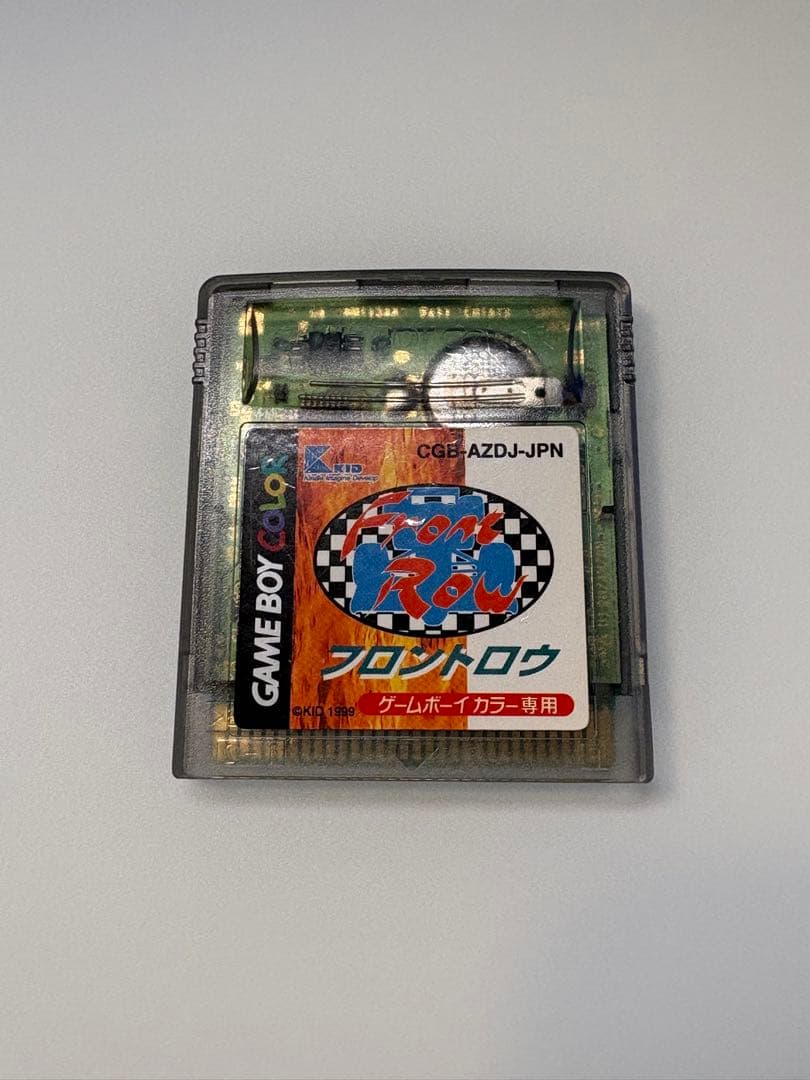 GAME BOY COLOR
KID
Kindle Imagine Develop
CGB-AZDJ-JPN
Front
Row
フロントロウ
ゲームボーイカラー専用
©KID 1999